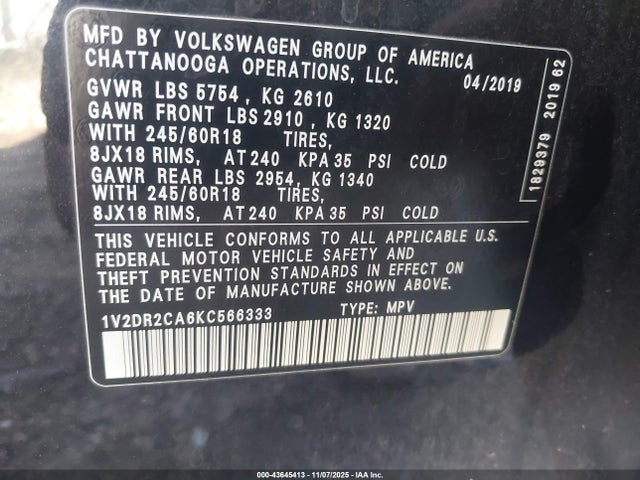 MFD BY VOLKSWAGEN GROUP OF AMERICA
CHATTANOOGA OPERATIONS, LLC.
04/2019
GVWR LBS 5754 , KG 2610
GAWR FRONT LBS 2910 , KG 1320
WITH 245/60R18 TIRES,
8JX18 RIMS, AT 240 KPA 35 PSI COLD
GAWR REAR LBS 2954, KG 1340
WITH 245/60R18 TIRES,
8JX18 RIMS, AT 240 KPA 35 PSI COLD
THIS VEHICLE CONFORMS TO ALL APPLICABLE U.S.
FEDERAL MOTOR VEHICLE SAFETY AND
THEFT PREVENTION STANDARDS IN EFFECT ON
THE DATE OF MANUFACTURE SHOWN ABOVE.
1V2DR2CA6KC566333 TYPE: MPV
1829379 2019 62
000-43645413 - 11/07/2025 - IAA Inc.